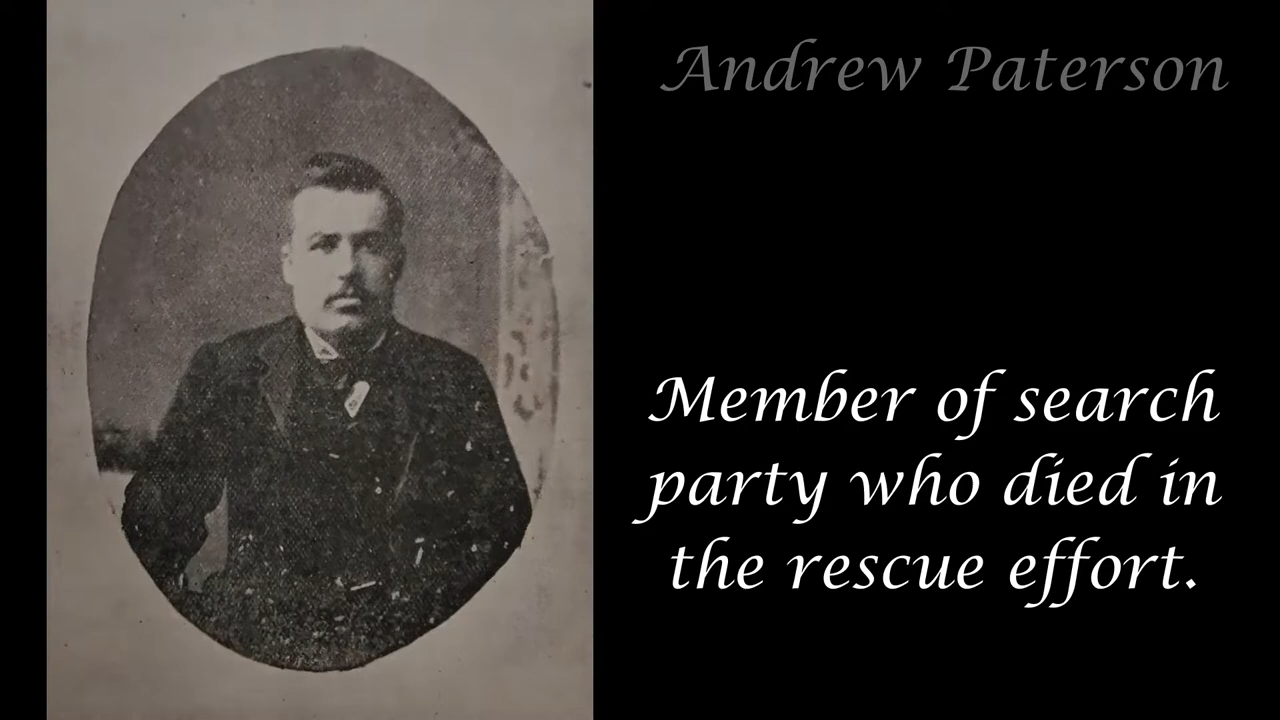 Andrew Paterson
Member of search
party who died in
the rescue effort.